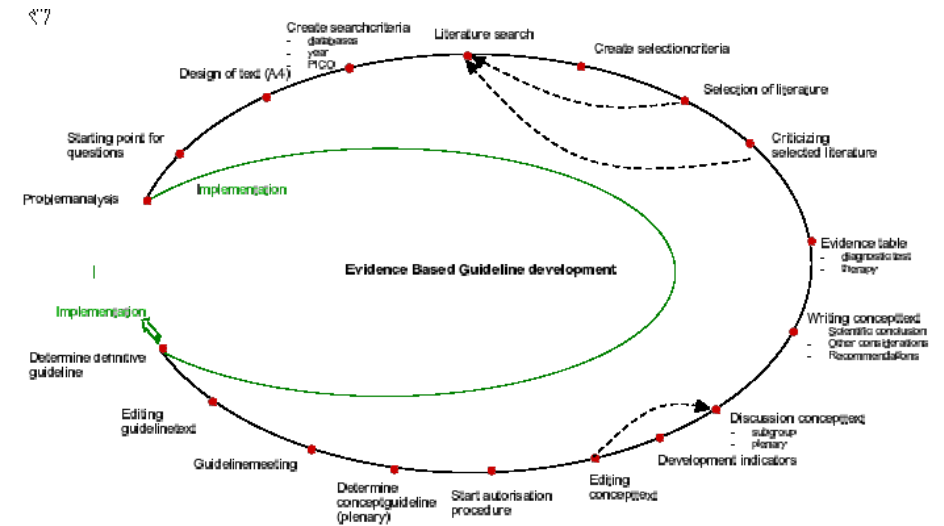 Create searchcriteria
- databases
- year
- PICO
Literature search
Create selectioncriteria
Design of text (A4)
Selection of literature
Starting point for
questions
Criticizing
selected literature
Problemanalysis
Implementation
Evidence table
- diagnostic test
- therapy
Evidence Based Guideline development
Implementation
Writing concepttext
- Scientific conclusion
- Other considerations
- Recommendations
Determine definitive
guideline
Editing
guidelinetext
Discussion concepttext
- subgroup
- plenary
Guidelinemeeting
Development indicators
Determine
conceptguideline
(plenary)
Start autorisation
procedure
Editing
concepttext